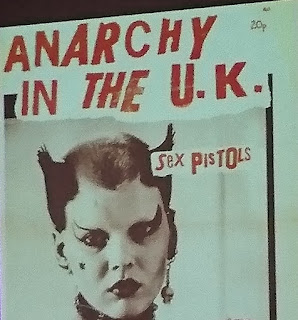 20p
ANARCHY
IN THE U.K.
SEX PISTOLS